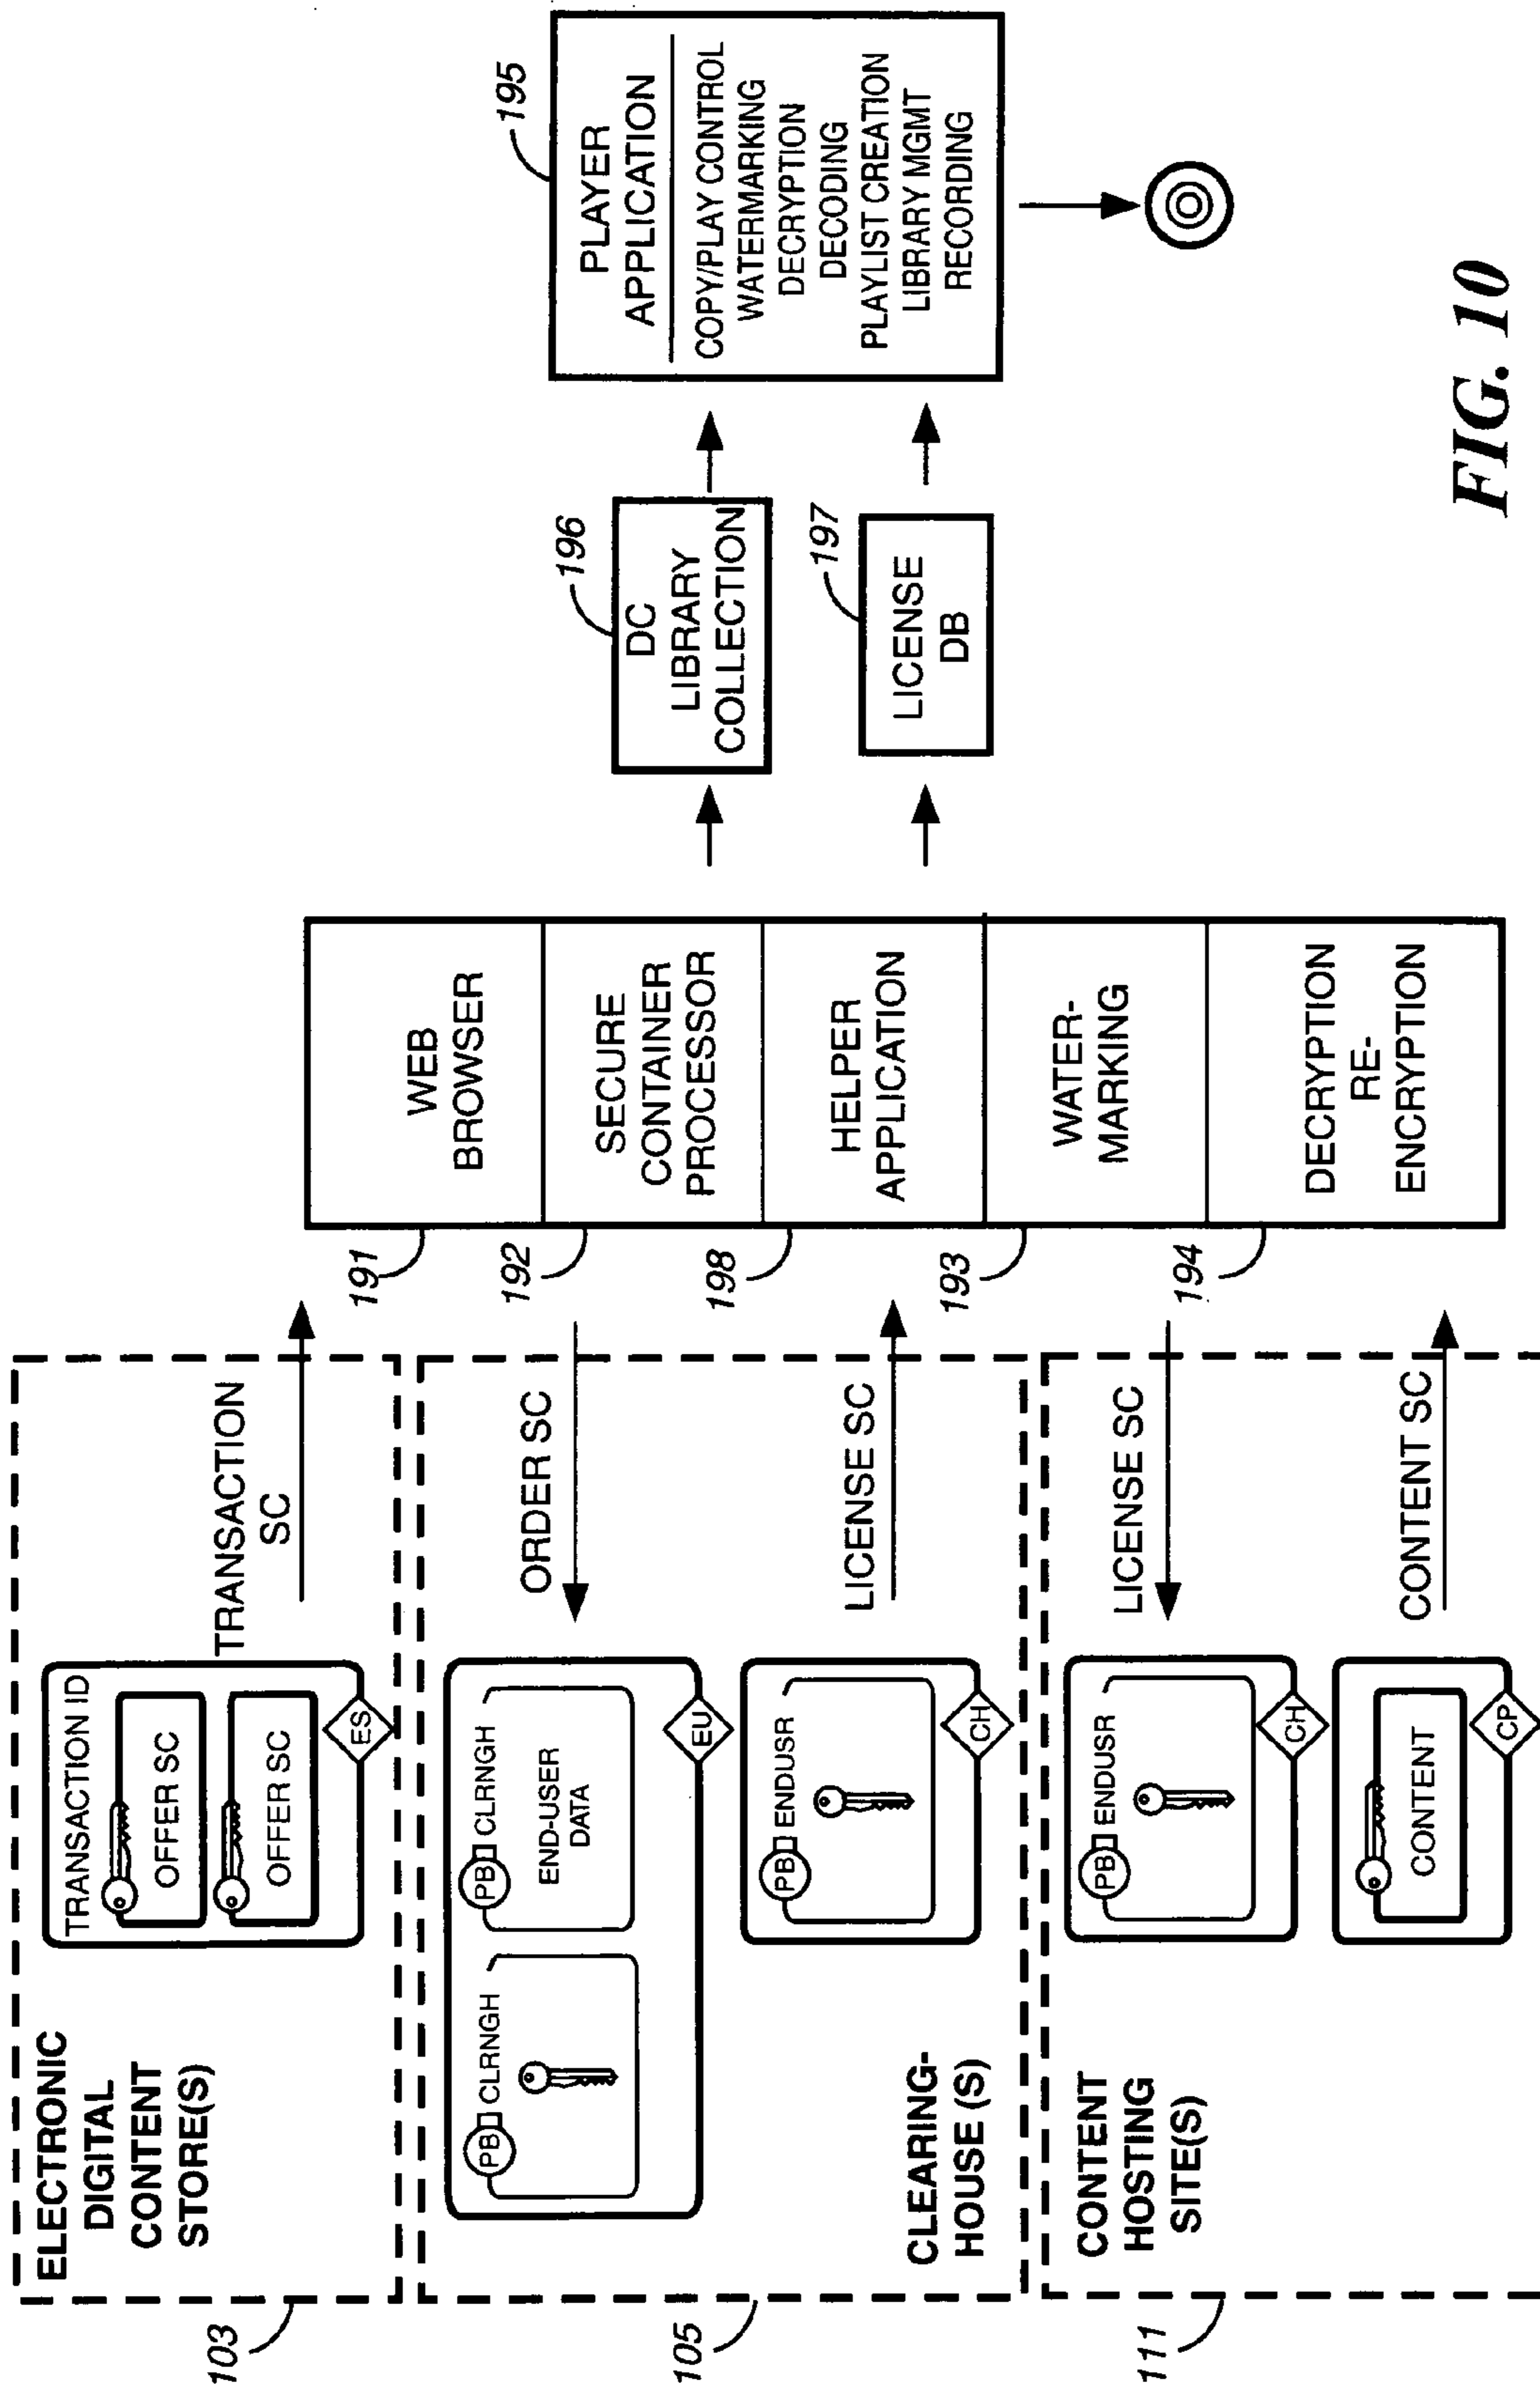 ELECTRONIC
DIGITAL
CONTENT
STORE(S)
103
TRANSACTION ID
OFFER SC
OFFER SC
ES
TRANSACTION
SC
105
CLEARING-
HOUSE (S)
PB CLRNGH
PB CLRNGH
END-USER
DATA
EU
ORDER SC
PB ENDUSR
CH
LICENSE SC
111
CONTENT
HOSTING
SITE(S)
PB ENDUSR
CH
LICENSE SC
CONTENT
CP
CONTENT SC
191
WEB
BROWSER
192
SECURE
CONTAINER
PROCESSOR
198
HELPER
APPLICATION
193
WATER-
MARKING
194
DECRYPTION
RE-
ENCRYPTION
196
DC
LIBRARY
COLLECTION
197
LICENSE
DB
195
PLAYER
APPLICATION
COPY/PLAY CONTROL
WATERMARKING
DECRYPTION
DECODING
PLAYLIST CREATION
LIBRARY MGMT
RECORDING
FIG. 10